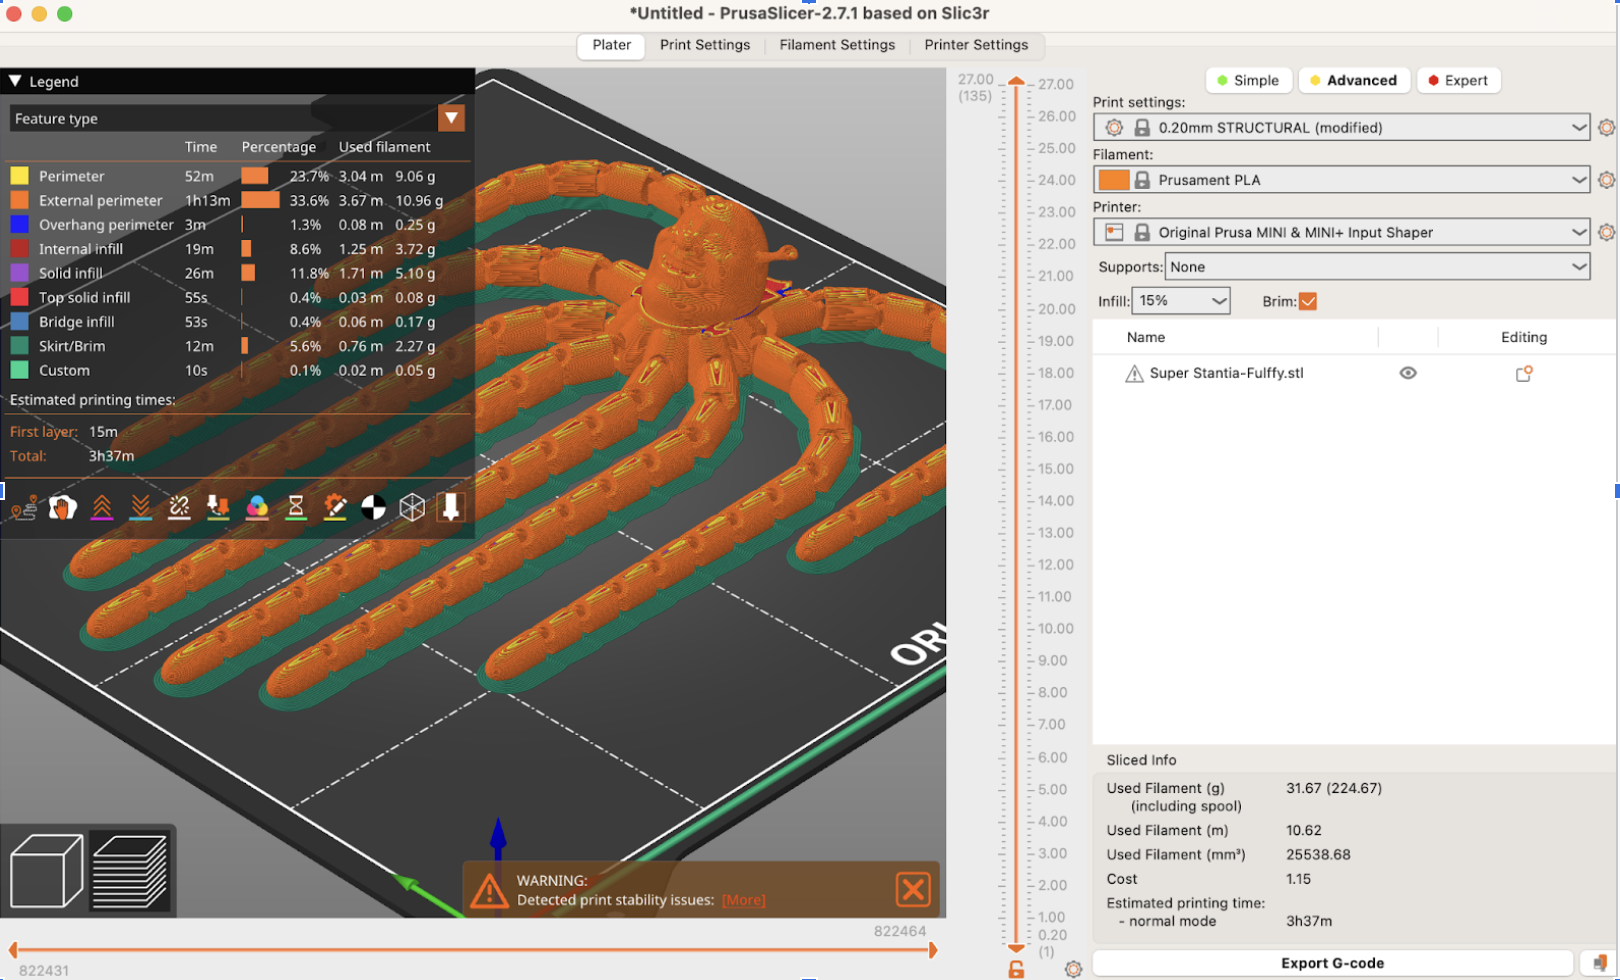 *Untitled - PrusaSlicer-2.7.1 based on Slic3r
Plater Print Settings Filament Settings Printer Settings
Legend
Feature type
Time Percentage Used filament
Perimeter 52m 23.7% 3.04 m 9.06 g
External perimeter 1h13m 33.6% 3.67 m 10.96 g
Overhang perimeter 3m 1.3% 0.08 m 0.25 g
Internal infill 19m 8.6% 1.25 m 3.72 g
Solid infill 26m 11.8% 1.71 m 5.10 g
Top solid infill 55s 0.4% 0.03 m 0.08 g
Bridge infill 53s 0.4% 0.06 m 0.17 g
Skirt/Brim 12m 5.6% 0.76 m 2.27 g
Custom 10s 0.1% 0.02 m 0.05 g
Estimated printing times:
First layer: 15m
Total: 3h37m
ORI
WARNING:
Detected print stability issues: [More]
822464
822431
27.00
(135)
27.00
26.00
25.00
24.00
23.00
22.00
21.00
20.00
19.00
18.00
17.00
16.00
15.00
14.00
13.00
12.00
11.00
10.00
9.00
8.00
7.00
6.00
5.00
4.00
3.00
2.00
1.00
0.20
(1)
Simple Advanced Expert
Print settings:
0.20mm STRUCTURAL (modified)
Filament:
Prusament PLA
Printer:
Original Prusa MINI & MINI+ Input Shaper
Supports: None
Infill: 15% Brim:
Name Editing
Super Stantia-Fulffy.stl
Sliced Info
Used Filament (g) 31.67 (224.67)
(including spool)
Used Filament (m) 10.62
Used Filament (mm³) 25538.68
Cost 1.15
Estimated printing time:
- normal mode 3h37m
Export G-code